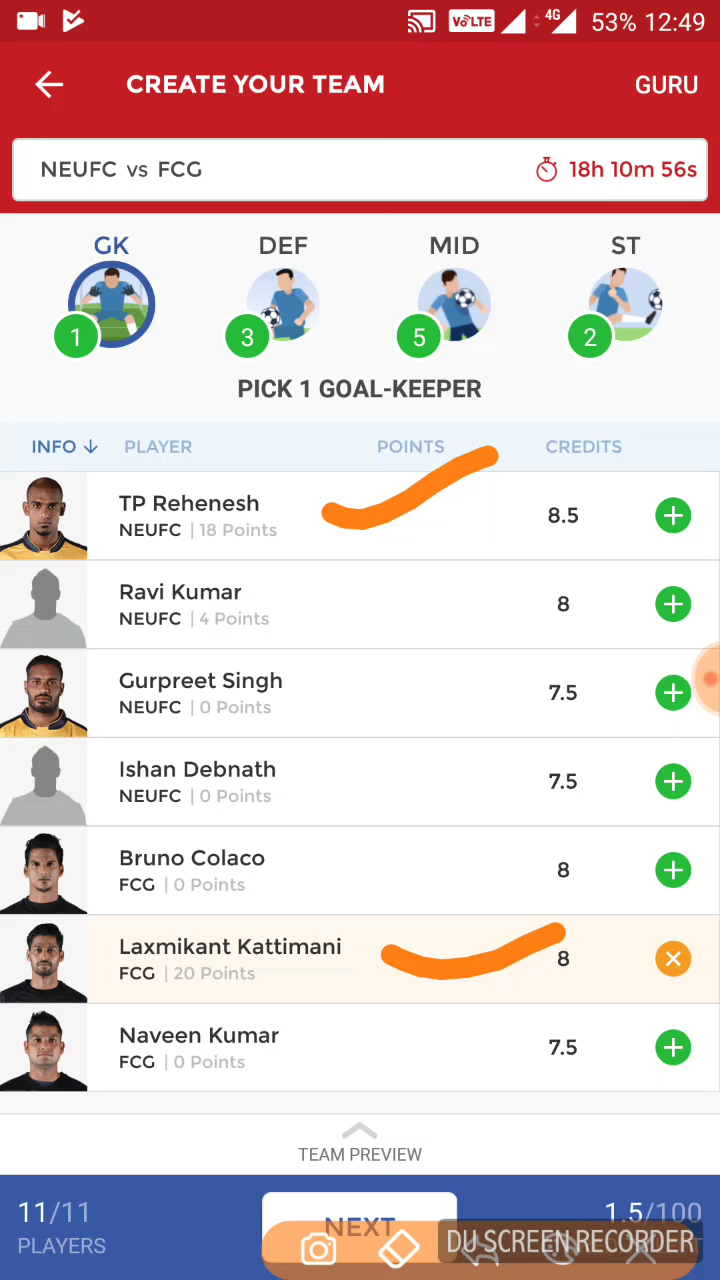 VoLTE 4G 53% 12:49
CREATE YOUR TEAM GURU
NEUFC vs FCG 18h 10m 56s
GK DEF MID ST
1 3 5 2
PICK 1 GOAL-KEEPER
INFO PLAYER POINTS CREDITS
TP Rehenesh
NEUFC | 18 Points 8.5
Ravi Kumar
NEUFC | 4 Points 8
Gurpreet Singh
NEUFC | 0 Points 7.5
Ishan Debnath
NEUFC | 0 Points 7.5
Bruno Colaco
FCG | 0 Points 8
Laxmikant Kattimani
FCG | 20 Points 8
Naveen Kumar
FCG | 0 Points 7.5
TEAM PREVIEW
11/11 NEXT 1.5/100
PLAYERS DU SCREEN RECORDER